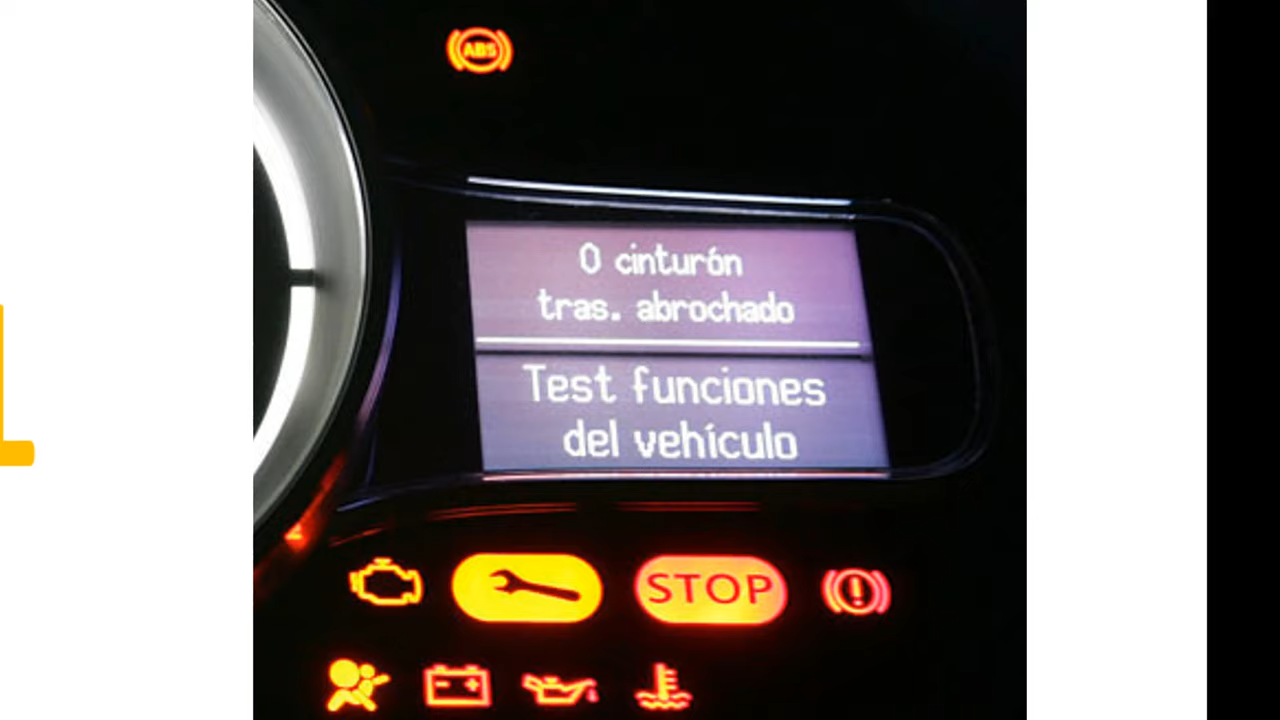 ABS
0 cinturón
tras. abrochado
Test funciones
del vehículo
STOP